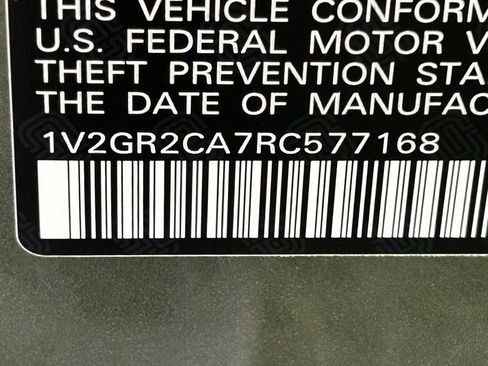 THIS VEHICLE CONFORM
U.S. FEDERAL MOTOR V
THEFT PREVENTION STA
THE DATE OF MANUFAC
1V2GR2CA7RC577168